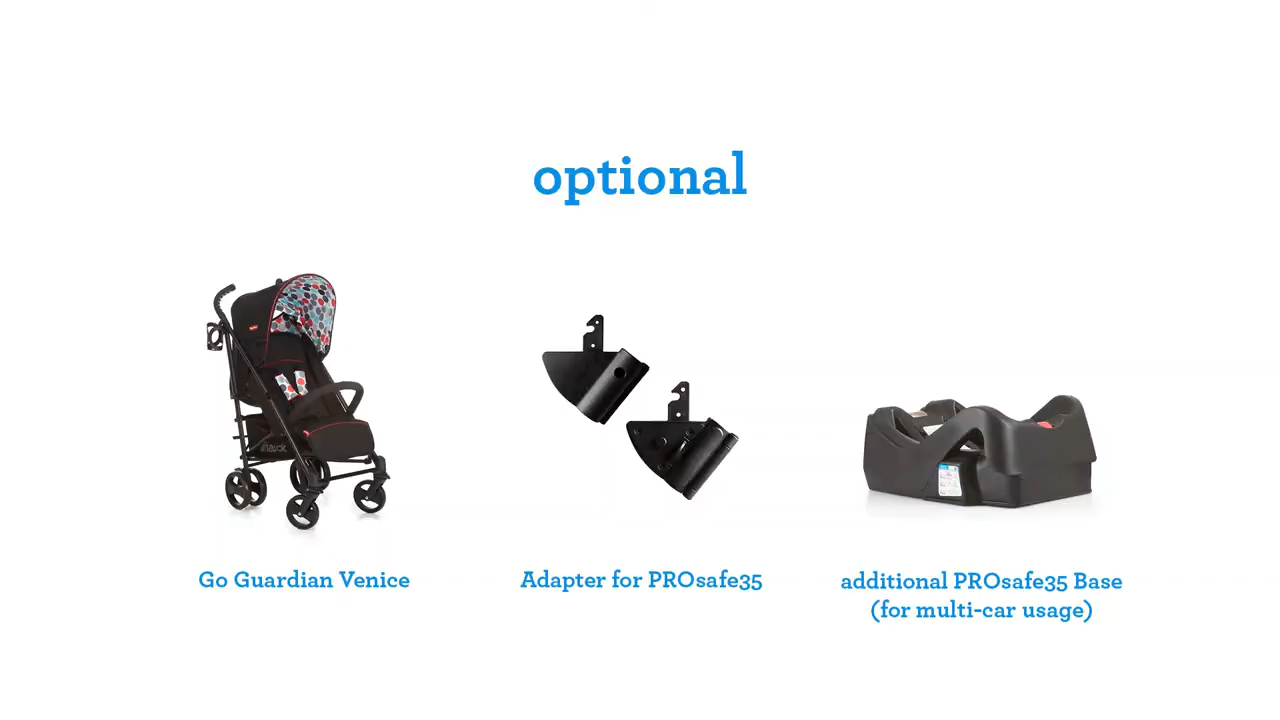 optional
Go Guardian Venice
Adapter for PROsafe35
additional PROsafe35 Base
(for multi-car usage)